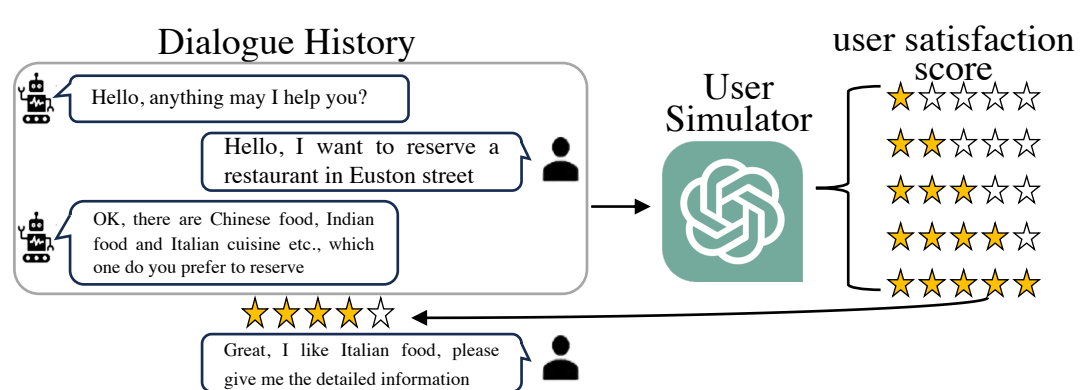 Dialogue History
Hello, anything may I help you?
Hello, I want to reserve a
restaurant in Euston street
OK, there are Chinese food, Indian
food and Italian cuisine etc., which
one do you prefer to reserve
User
Simulator
user satisfaction
score
Great, I like Italian food, please
give me the detailed information